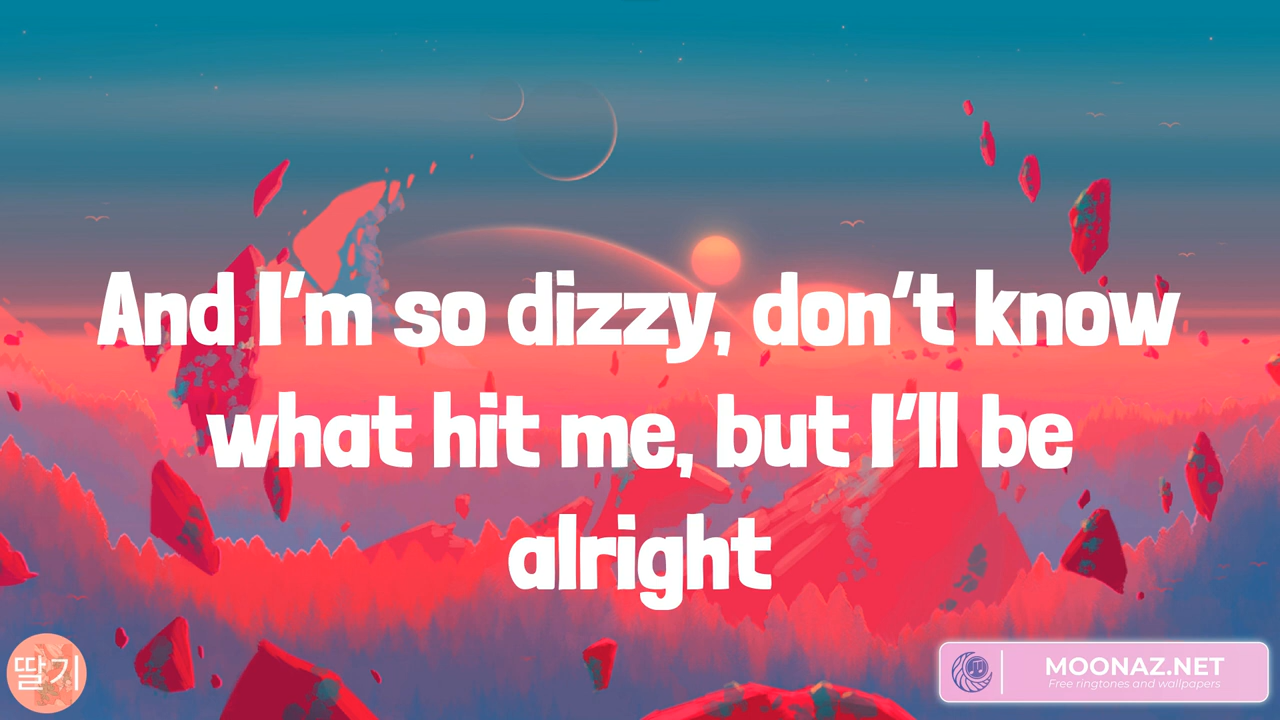 And I'm so dizzy, don't know
what hit me, but I'll be
alright
딸기
MOONAZ.NET
Free ringtones and wallpapers